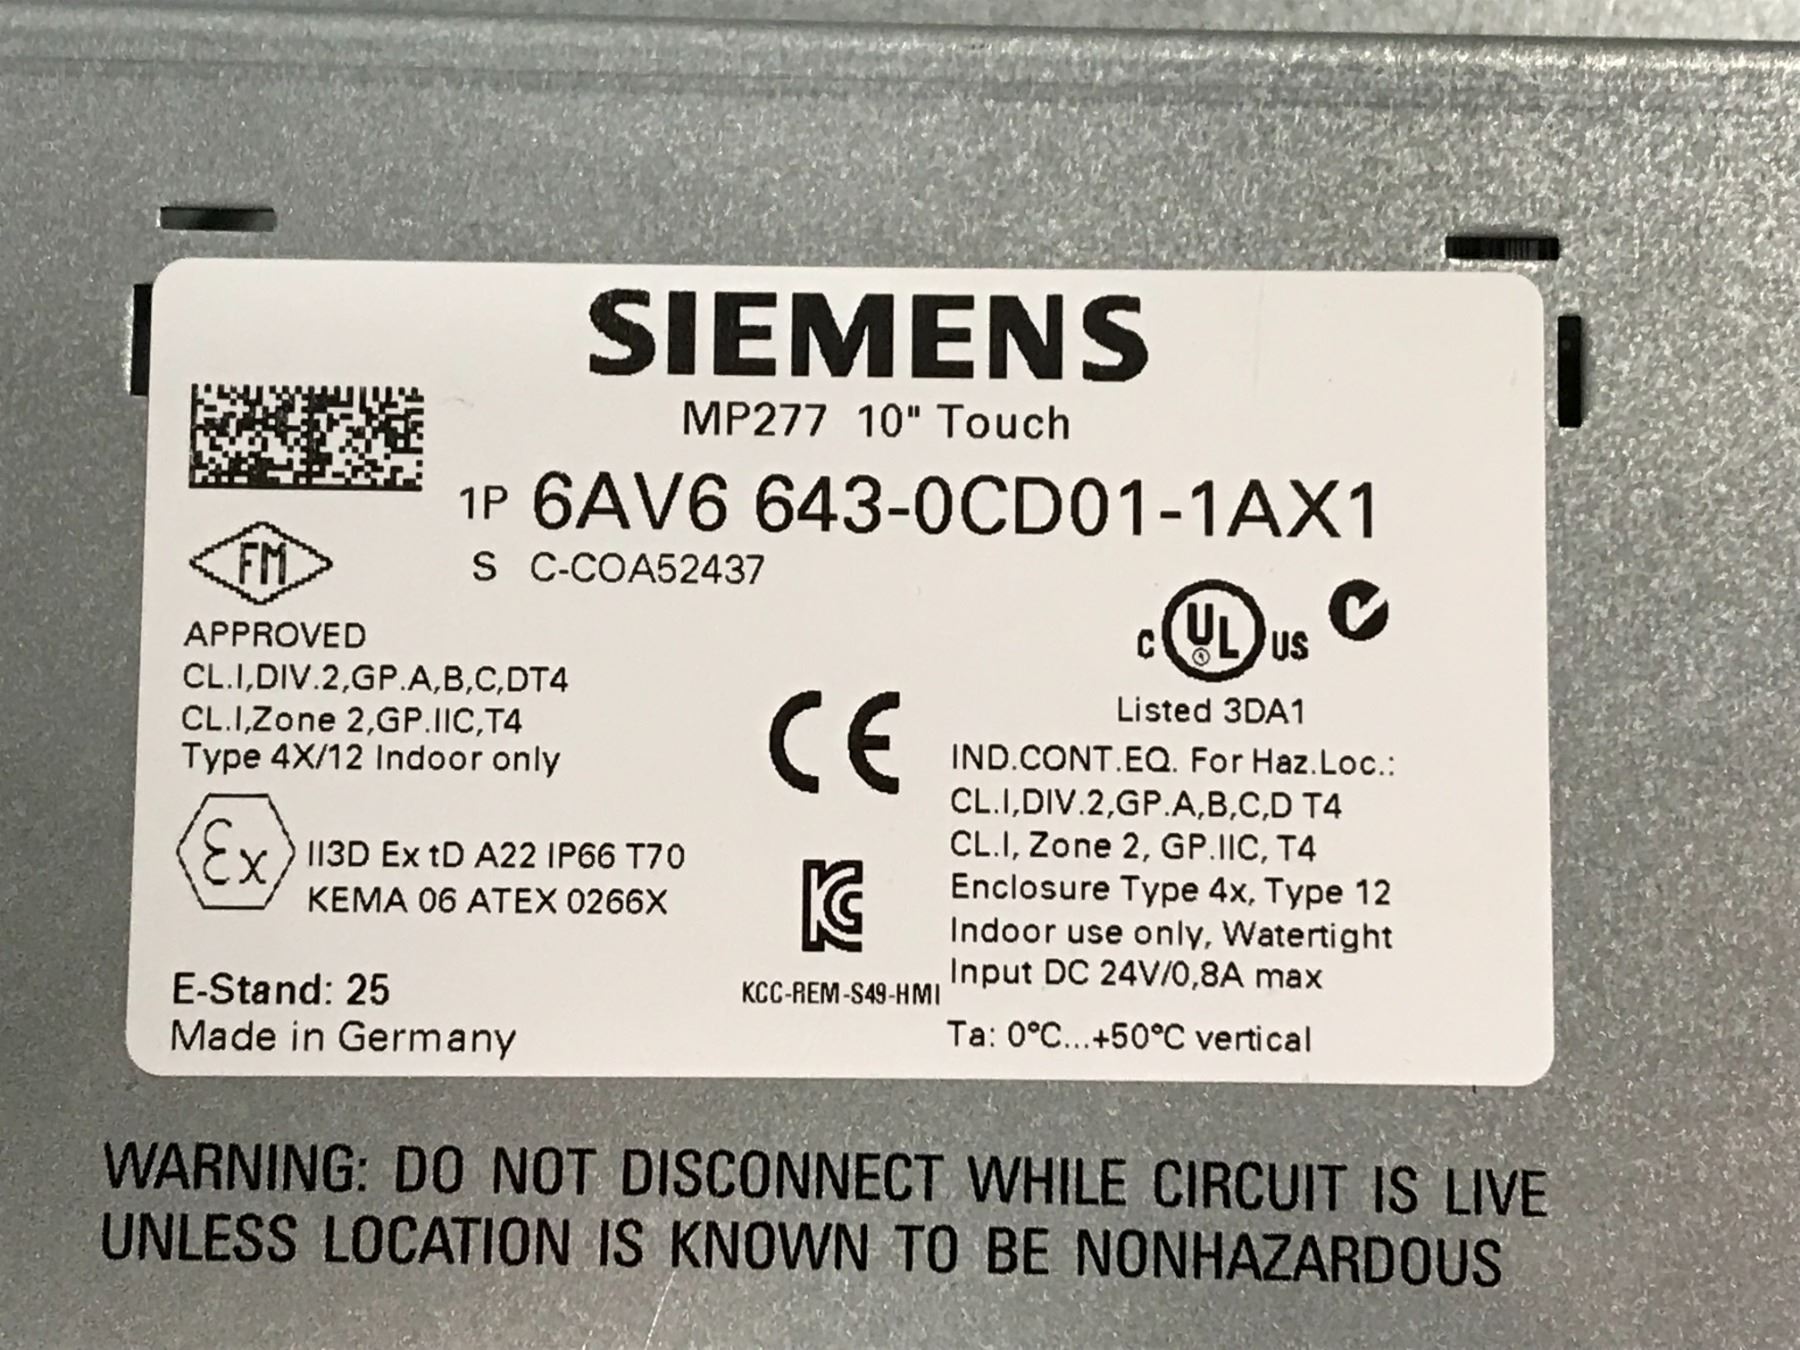 SIEMENS
MP277 10" Touch
1P 6AV6 643-0CD01-1AX1
S C-COA52437
FM
APPROVED
CL.I,DIV.2,GP.A,B,C,DT4
CL.I,Zone 2,GP.IIC,T4
Type 4X/12 Indoor only
Ex II3D Ex tD A22 IP66 T70
KEMA 06 ATEX 0266X
E-Stand: 25
Made in Germany
CE
KC
KCC-REM-S49-HMI
C UL US
Listed 3DA1
IND.CONT.EQ. For Haz.Loc.:
CL.I,DIV.2,GP.A,B,C,D T4
CL.I, Zone 2, GP.IIC, T4
Enclosure Type 4x, Type 12
Indoor use only, Watertight
Input DC 24V/0,8A max
Ta: 0°C...+50°C vertical
WARNING: DO NOT DISCONNECT WHILE CIRCUIT IS LIVE
UNLESS LOCATION IS KNOWN TO BE NONHAZARDOUS